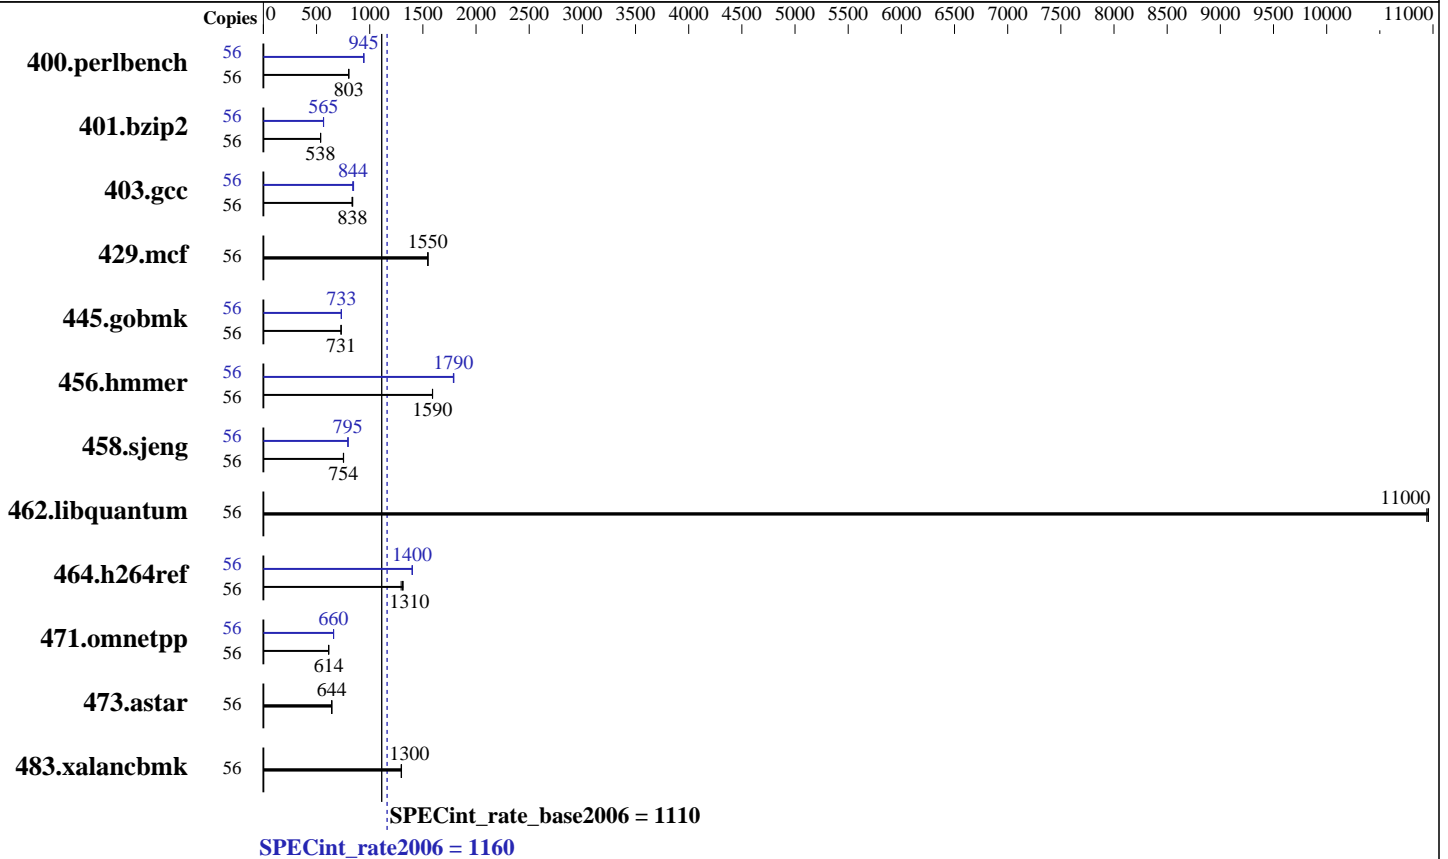 Copies 0 500 1000 1500 2000 2500 3000 3500 4000 4500 5000 5500 6000 6500 7000 7500 8000 8500 9000 9500 10000 11000
400.perlbench 56 945
56 803
401.bzip2 56 565
56 538
403.gcc 56 844
56 838
429.mcf 56 1550
445.gobmk 56 733
56 731
456.hmmer 56 1790
56 1590
458.sjeng 56 795
56 754
462.libquantum 56 11000
464.h264ref 56 1400
56 1310
471.omnetpp 56 660
56 614
473.astar 56 644
483.xalancbmk 56 1300
SPECint_rate_base2006 = 1110
SPECint_rate2006 = 1160